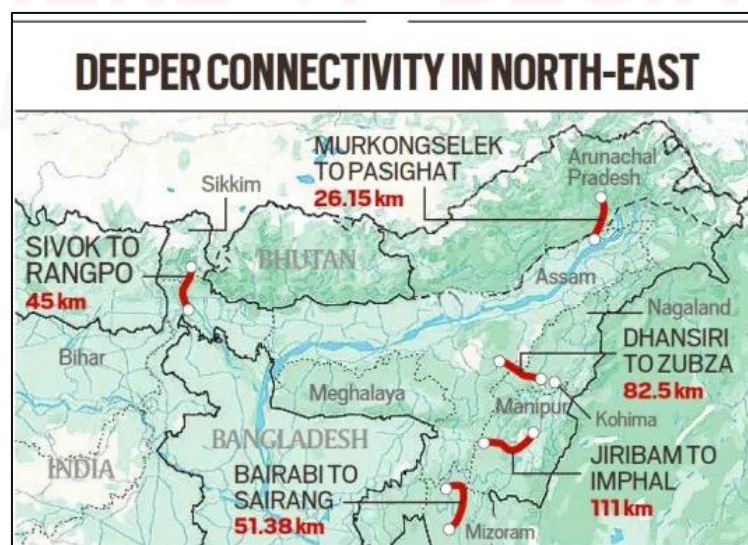 DEEPER CONNECTIVITY IN NORTH-EAST
MURKONGSELEK
TO PASIGHAT
26.15 km
Arunachal
Pradesh
Sikkim
SIVOK TO
RANGPO
45 km
BHUTAN
Assam
Nagaland
Bihar
DHANSIRI
TO ZUBZA
82.5 km
Meghalaya
Manipur
Kohima
BANGLADESH
INDIA
BAIRABI TO
SAIRANG
51.38 km
JIRIBAM TO
IMPHAL
111 km
Mizoram